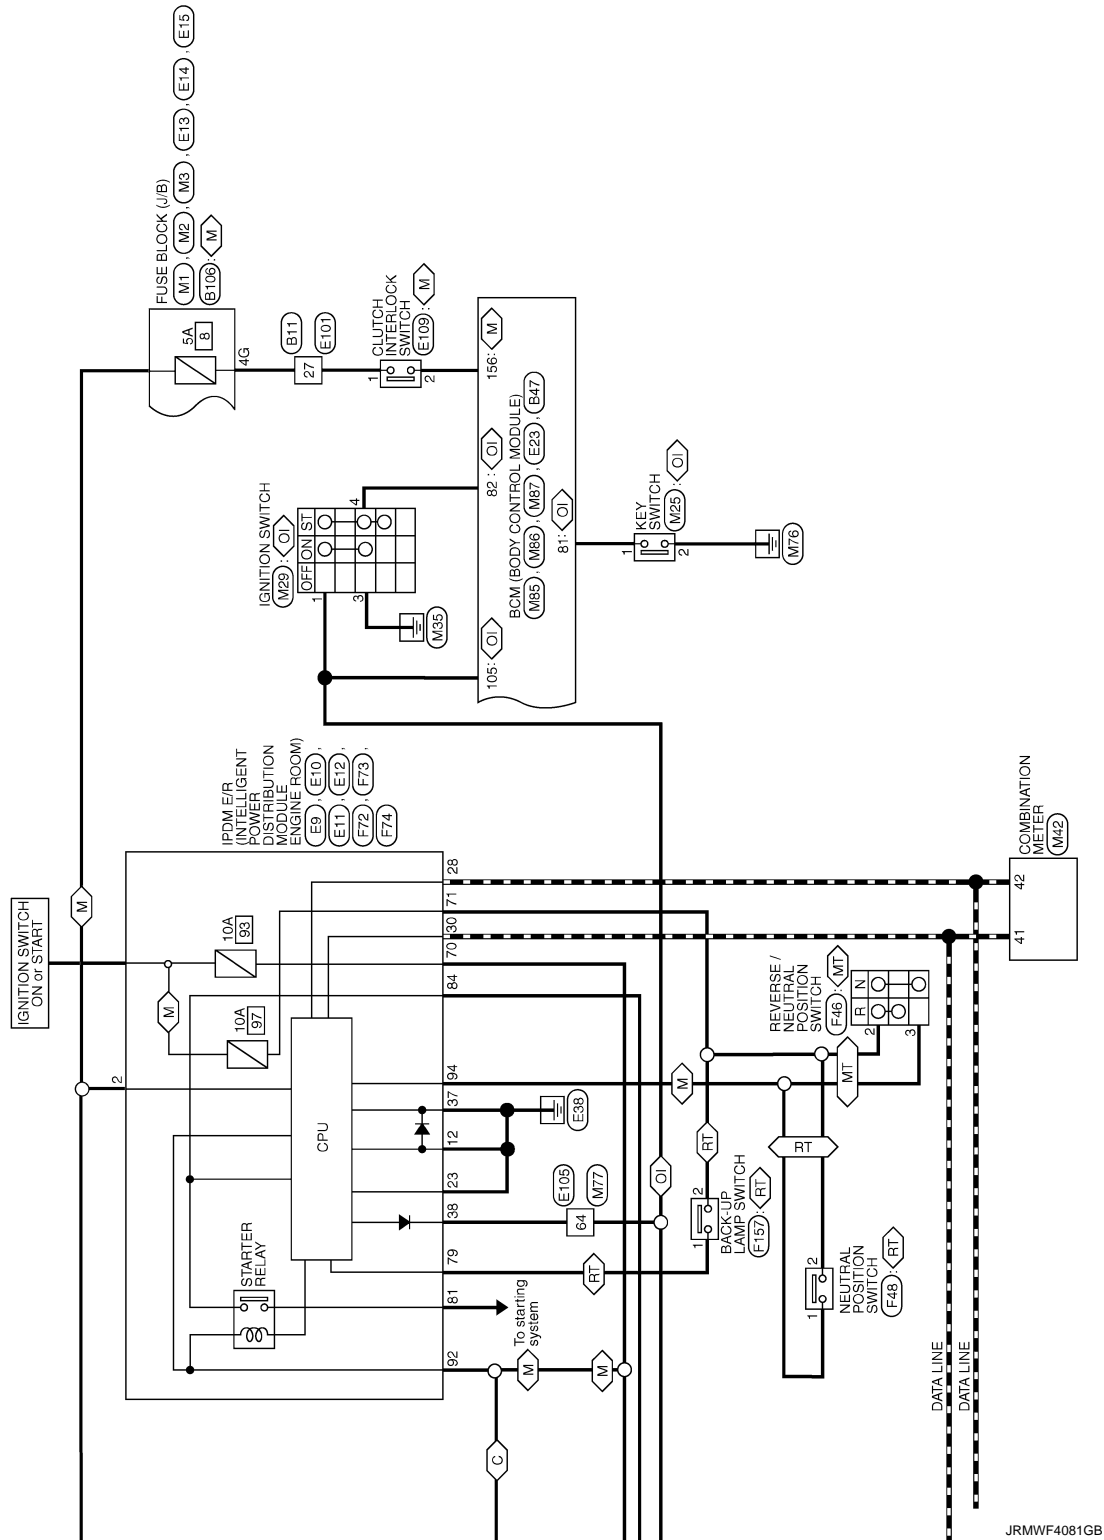 IGNITION SWITCH
ON or START
M
FUSE BLOCK (J/B)
M1 , M2 , M3 , E13 , E14 , E15
B106 : M
5A
8
4G
27
B11
E101
CLUTCH
INTERLOCK
SWITCH
E109 : M
1
2
156: M
IGNITION SWITCH
M29 : OI
OFF ON ST
1
3
4
M35
82 : OI
105: OI
BCM (BODY CONTROL MODULE)
M85 , M86 , M87 , E23 , B47
81: OI
KEY
SWITCH
M25 : OI
1
2
M76
IPDM E/R
(INTELLIGENT
POWER
DISTRIBUTION
MODULE
ENGINE ROOM)
E9 , E10 ,
E11 , E12 ,
F72 , F73 ,
F74
10A
93
M
10A
97
2
CPU
STARTER
RELAY
28
71
30
70
84
94
37
12
23
38
79
81
92
E38
E105
M77
64
To starting
system
RT
M
M
C
OI
M
RT
1
2
BACK-UP
LAMP SWITCH
F157 : RT
REVERSE /
NEUTRAL
POSITION
SWITCH
F46 : MT
R N
2
3
MT
RT
1
2
NEUTRAL
POSITION
SWITCH
F48 : RT
41
42
COMBINATION
METER
M42
DATA LINE
DATA LINE
JRMWF4081GB